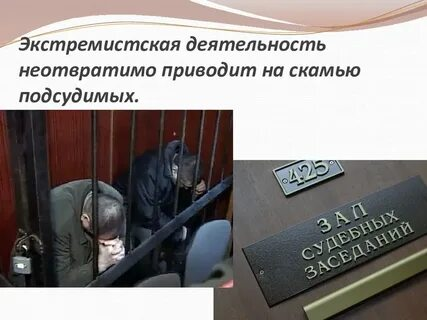 Экстремистская деятельность
неотвратимо приводит на скамью
подсудимых.
425
ЗАЛ
СУДЕБНЫХ
ЗАСЕДАНИЙ